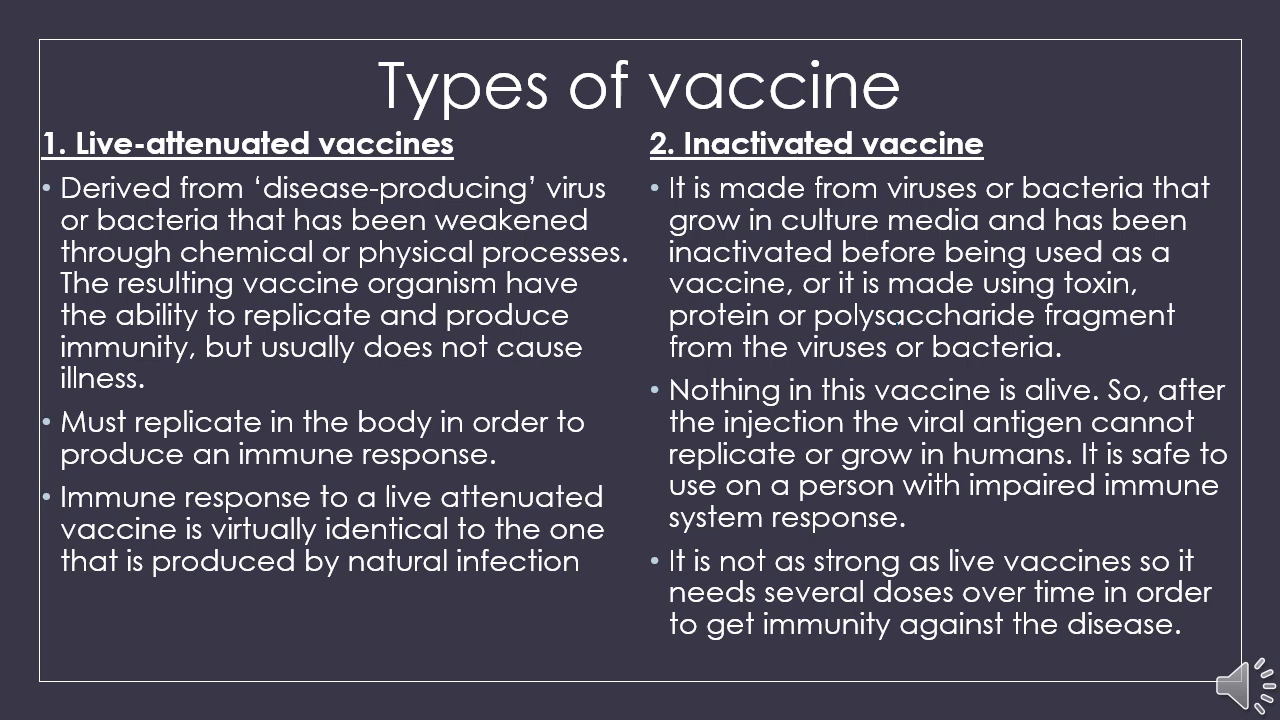 Types of vaccine
1. Live-attenuated vaccines
• Derived from ‘disease-producing’ virus
or bacteria that has been weakened
through chemical or physical processes.
The resulting vaccine organism have
the ability to replicate and produce
immunity, but usually does not cause
illness.
• Must replicate in the body in order to
produce an immune response.
• Immune response to a live attenuated
vaccine is virtually identical to the one
that is produced by natural infection
2. Inactivated vaccine
• It is made from viruses or bacteria that
grow in culture media and has been
inactivated before being used as a
vaccine, or it is made using toxin,
protein or polysaccharide fragment
from the viruses or bacteria.
• Nothing in this vaccine is alive. So, after
the injection the viral antigen cannot
replicate or grow in humans. It is safe to
use on a person with impaired immune
system response.
• It is not as strong as live vaccines so it
needs several doses over time in order
to get immunity against the disease.